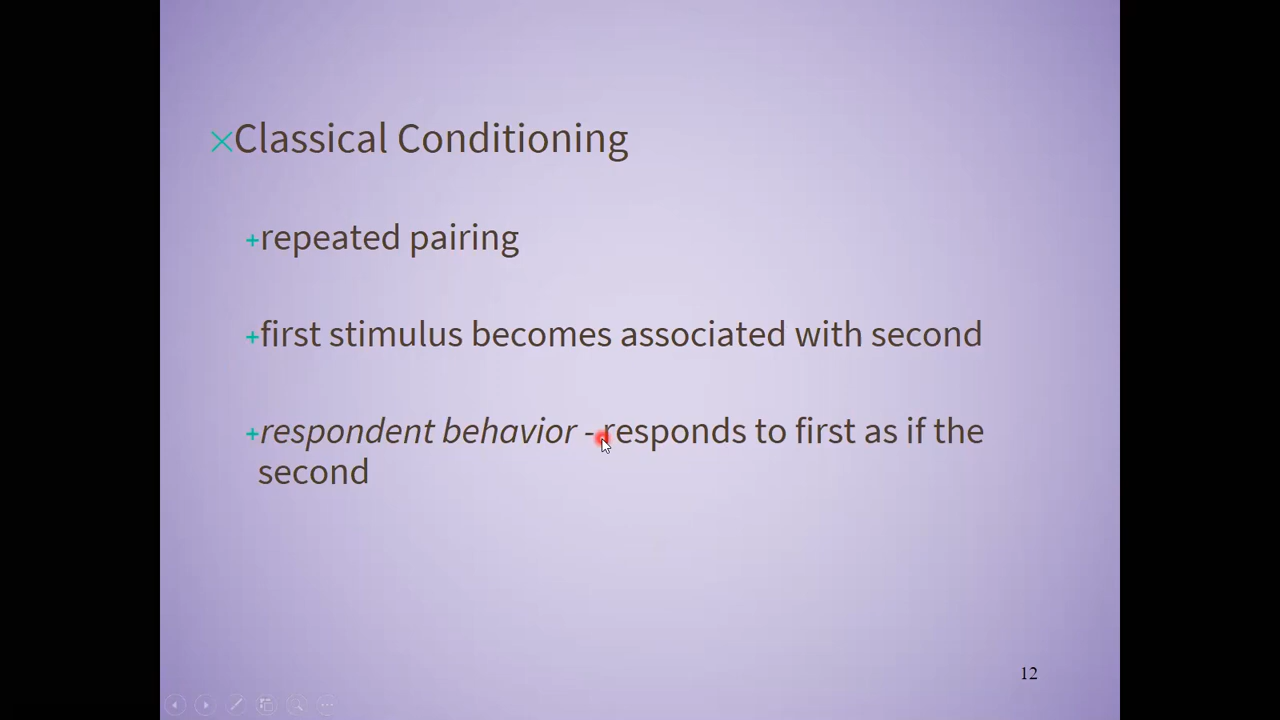 Classical Conditioning
+repeated pairing
+first stimulus becomes associated with second
+respondent behavior - responds to first as if the
second
12